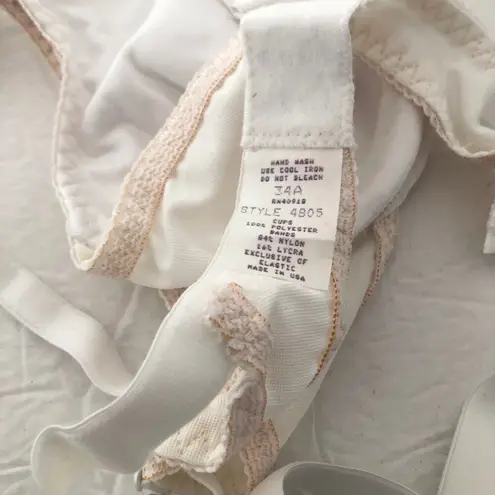 HAND WASH
USE COOL IRON
DO NOT BLEACH
34A
RN40919
STYLE 4805
CUPS
100% POLYESTER
BANDS
84% NYLON
16% LYCRA
EXCLUSIVE OF
ELASTIC
MADE IN USA